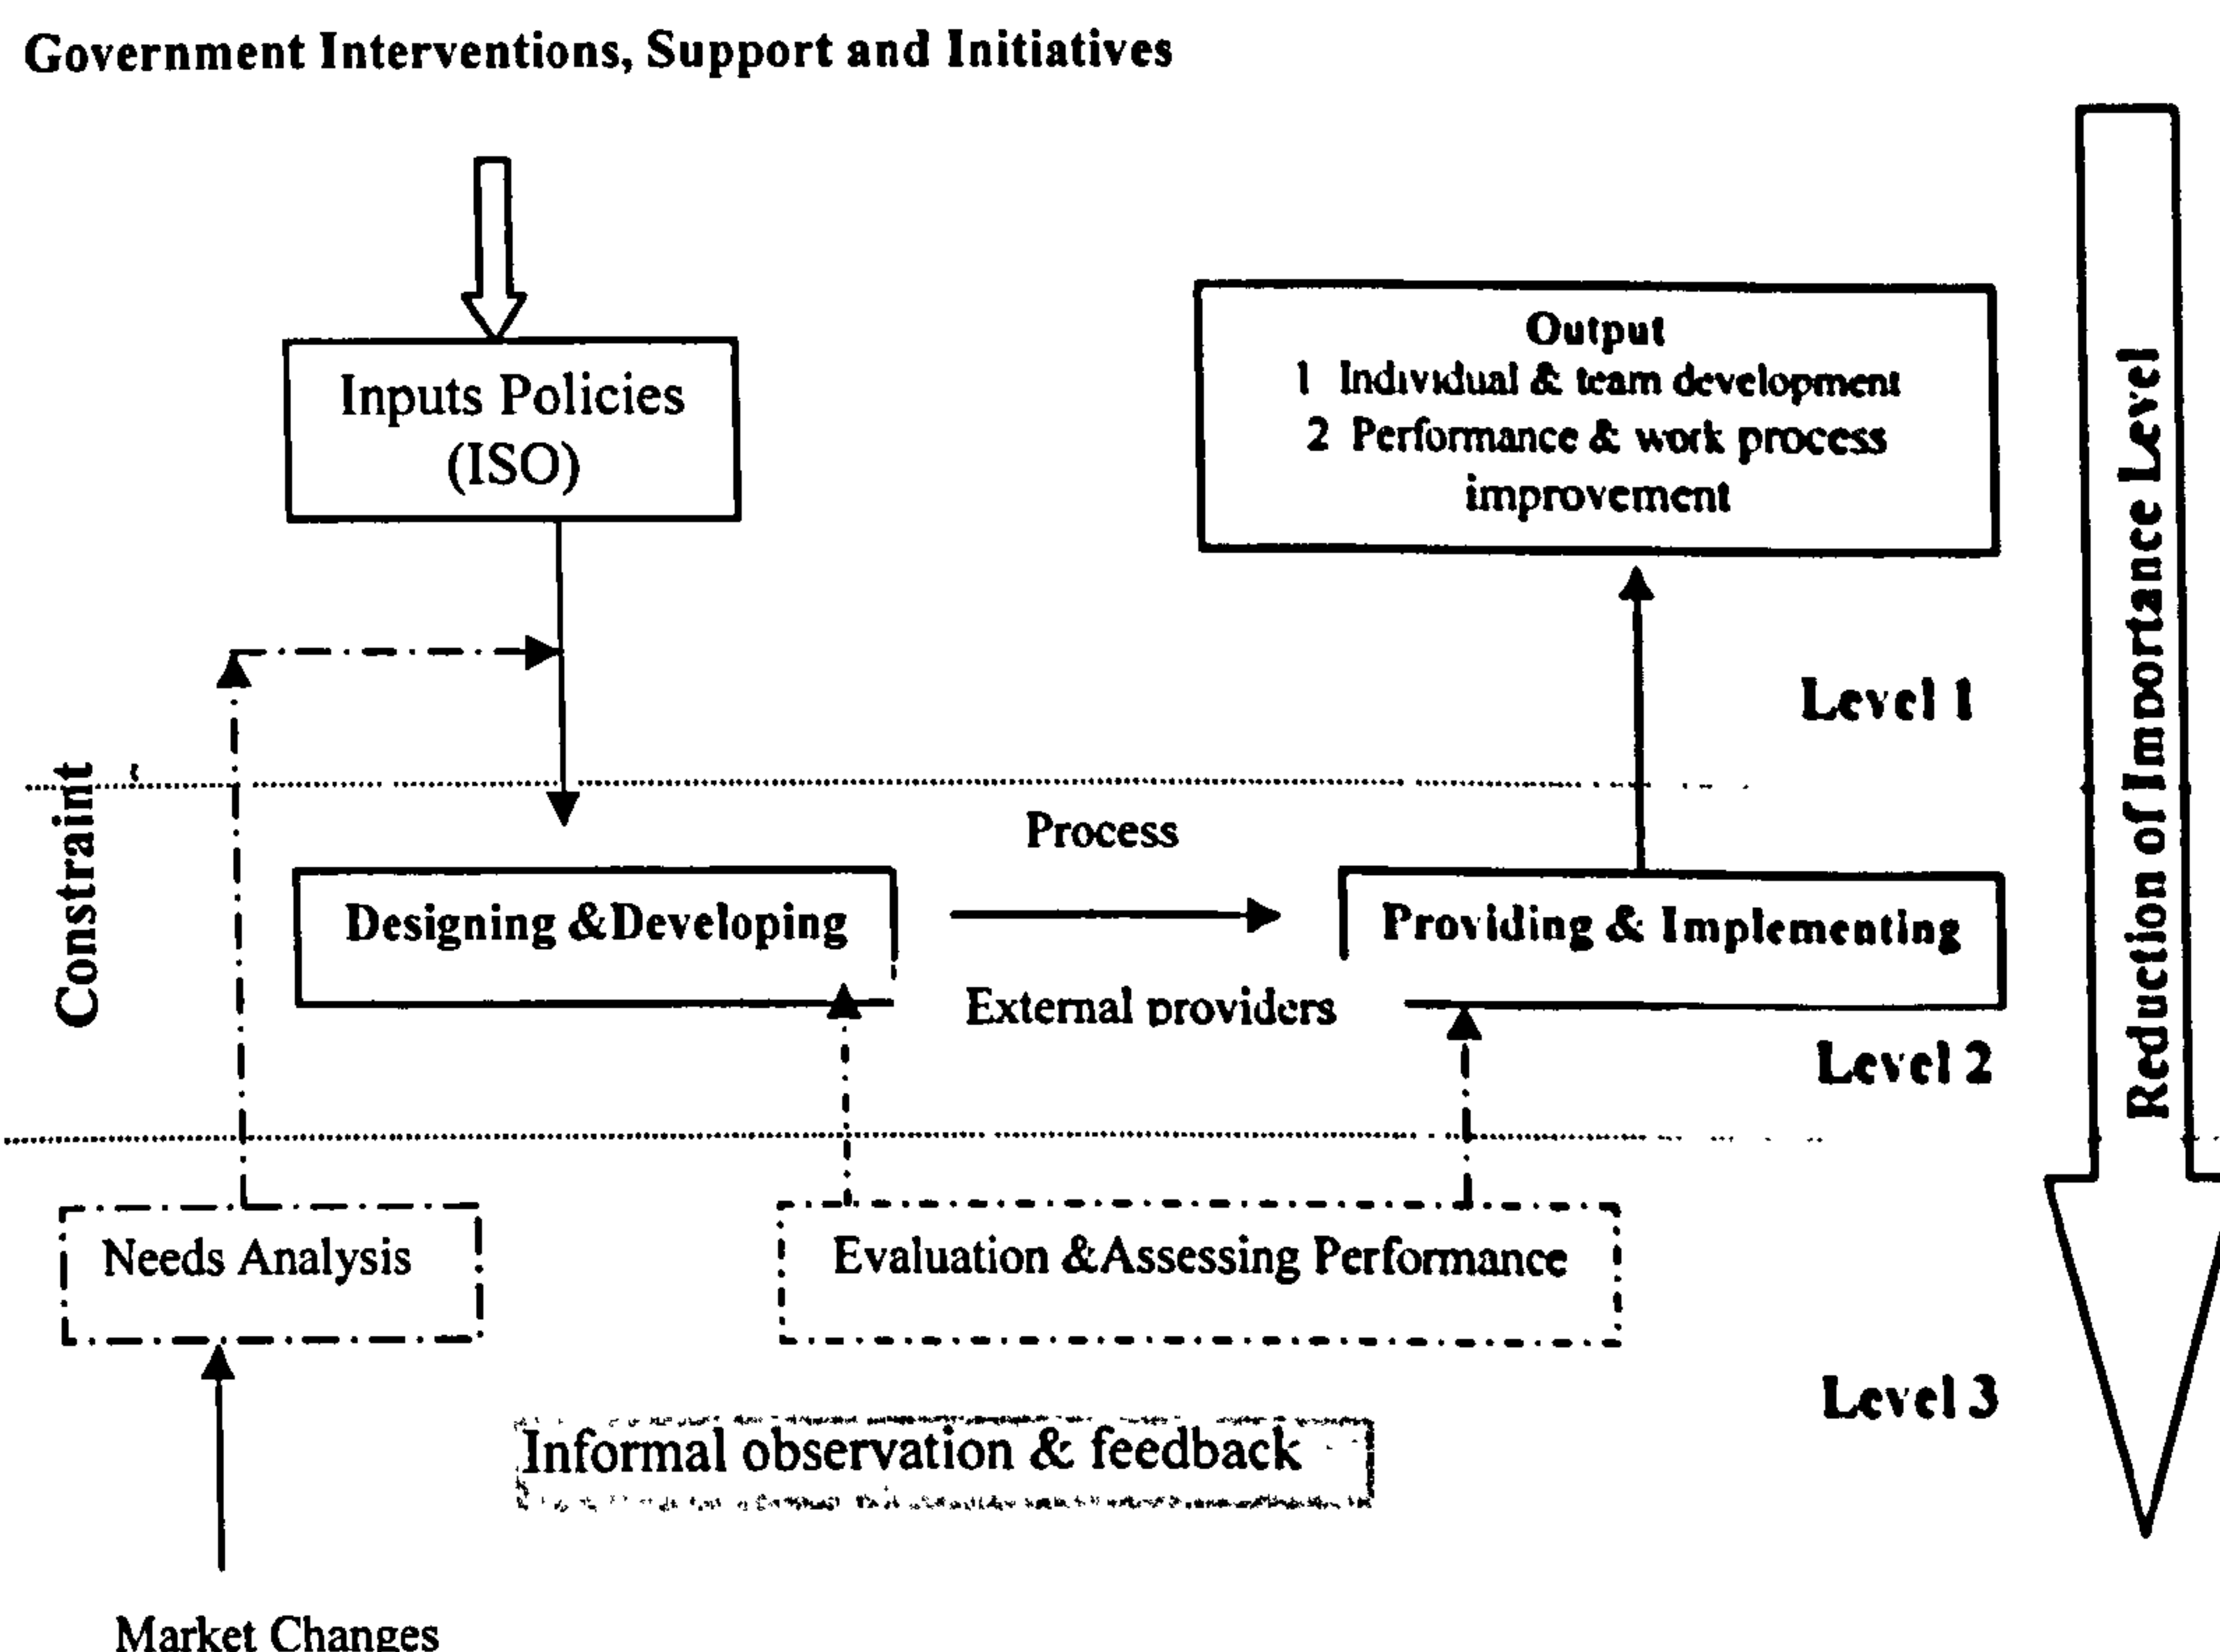 Government Interventions, Support and Initiatives
Inputs Policies
(ISO)
Output
1 Individual & team development
2 Performance & work process
improvement
Reduction of Importance Level
Level 1
Constraint
Process
Designing &Developing
Providing & Implementing
External providers
Level 2
Needs Analysis
Evaluation &Assessing Performance
Level 3
Informal observation & feedback
Market Changes